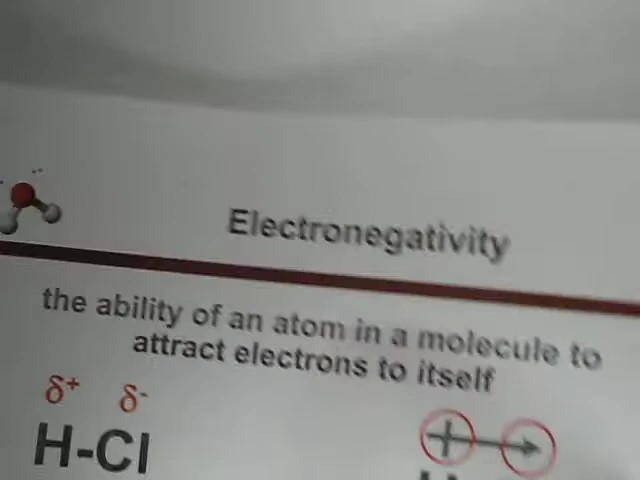 Electronegativity
the ability of an atom in a molecule to
attract electrons to itself
δ+ δ-
H-Cl